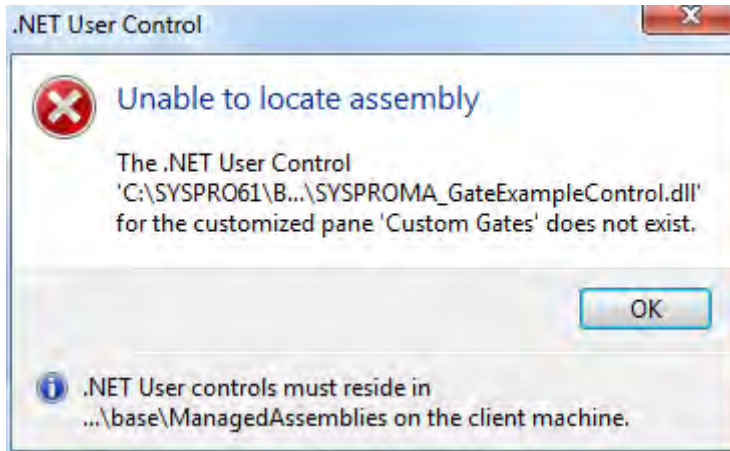 .NET User Control
Unable to locate assembly
The .NET User Control
'C:\SYSPRO61\B...\SYSPROMA_GateExampleControl.dll'
for the customized pane 'Custom Gates' does not exist.
OK
.NET User controls must reside in
...\base\ManagedAssemblies on the client machine.